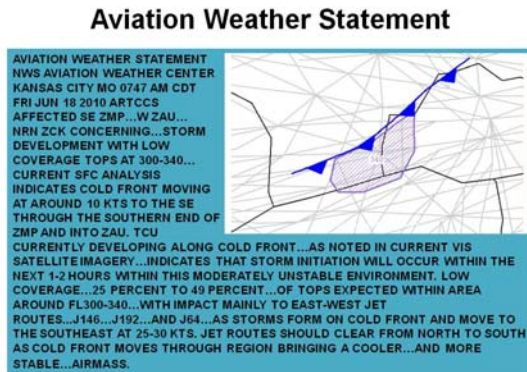 Aviation Weather Statement
AVIATION WEATHER STATEMENT
NWS AVIATION WEATHER CENTER
KANSAS CITY MO 0747 AM CDT
FRI JUN 18 2010 ARTCCS
AFFECTED SE ZMP...W ZAU...
NRN ZCK CONCERNING...STORM
DEVELOPMENT WITH LOW
COVERAGE TOPS AT 300-340...
CURRENT SFC ANALYSIS
INDICATES COLD FRONT MOVING
AT AROUND 10 KTS TO THE SE
THROUGH THE SOUTHERN END OF
ZMP AND INTO ZAU. TCU
CURRENTLY DEVELOPING ALONG COLD FRONT...AS NOTED IN CURRENT VIS
SATELLITE IMAGERY...INDICATES THAT STORM INITIATION WILL OCCUR WITHIN THE
NEXT 1-2 HOURS WITHIN THIS MODERATELY UNSTABLE ENVIRONMENT. LOW
COVERAGE...25 PERCENT TO 49 PERCENT...OF TOPS EXPECTED WITHIN AREA
AROUND FL300-340...WITH IMPACT MAINLY TO EAST-WEST JET
ROUTES...J146...J192...AND J64...AS STORMS FORM ON COLD FRONT AND MOVE TO
THE SOUTHEAST AT 25-30 KTS. JET ROUTES SHOULD CLEAR FROM NORTH TO SOUTH
AS COLD FRONT MOVES THROUGH REGION BRINGING A COOLER...AND MORE
STABLE...AIRMASS.